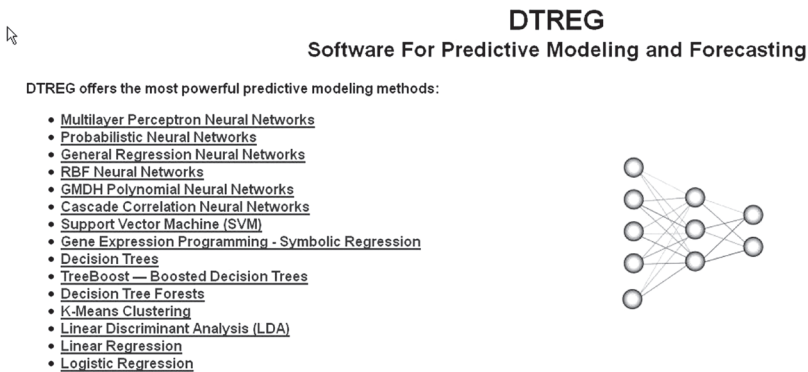 DTREG
Software For Predictive Modeling and Forecasting
DTREG offers the most powerful predictive modeling methods:
• Multilayer Perceptron Neural Networks
• Probabilistic Neural Networks
• General Regression Neural Networks
• RBF Neural Networks
• GMDH Polynomial Neural Networks
• Cascade Correlation Neural Networks
• Support Vector Machine (SVM)
• Gene Expression Programming - Symbolic Regression
• Decision Trees
• TreeBoost — Boosted Decision Trees
• Decision Tree Forests
• K-Means Clustering
• Linear Discriminant Analysis (LDA)
• Linear Regression
• Logistic Regression